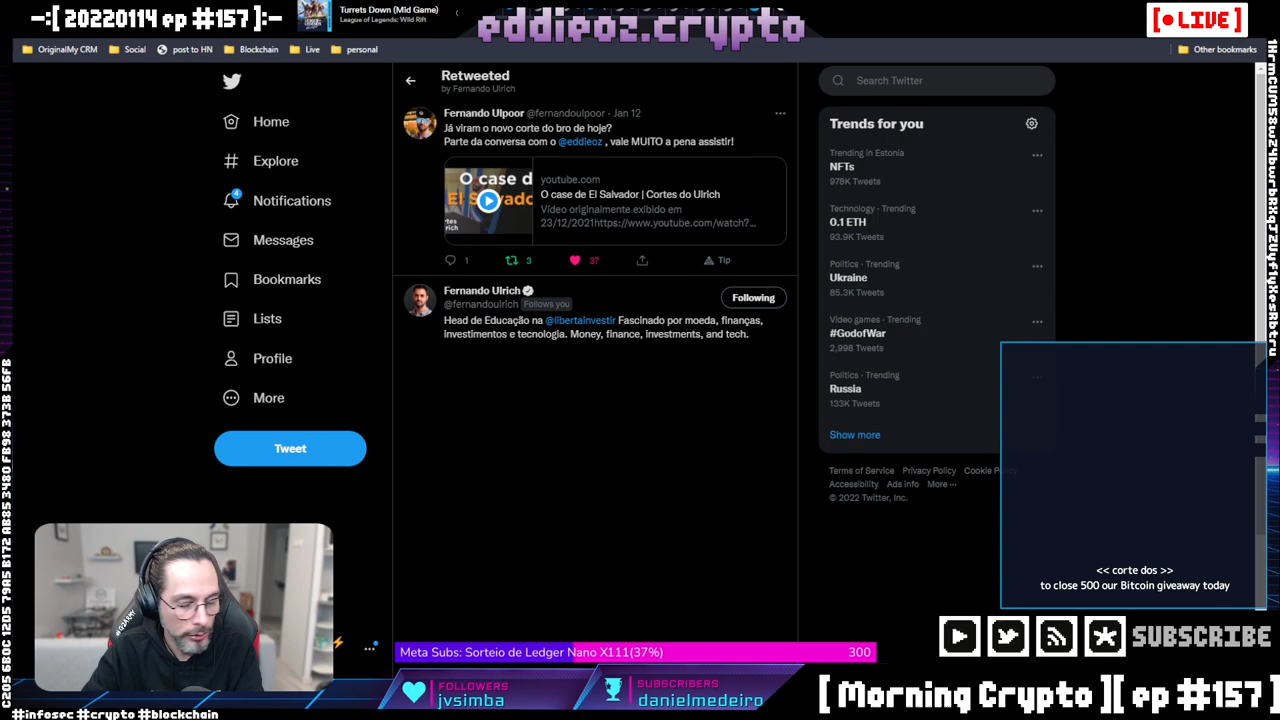 -:[ 20220114 ep #157]:-
Turrets Down (Mid Game)
League of Legends: Wild Rift
eddieoz.crypto
[ LIVE ]
OriginalMy CRM
Social
post to HN
Blockchain
Live
personal
Other bookmarks
Home
Explore
4
Notifications
Messages
Bookmarks
Lists
Profile
More
Tweet
Retweeted
by Fernando Ulrich
Fernando Ulpoor @fernandoulpoor · Jan 12
Já viram o novo corte do bro de hoje?
Parte da conversa com o @eddieoz , vale MUITO a pena assistir!
youtube.com
O case de El Salvador | Cortes do Ulrich
Vídeo originalmente exibido em
23/12/2021https://www.youtube.com/watch?...
1
3
37
Tip
Fernando Ulrich
@fernandoulrich Follows you
Following
Head de Educação na @libertainvestir Fascinado por moeda, finanças,
investimentos e tecnologia. Money, finance, investments, and tech.
Search Twitter
Trends for you
Trending in Estonia
NFTs
978K Tweets
Technology · Trending
0.1 ETH
93.9K Tweets
Politics · Trending
Ukraine
85.3K Tweets
Video games · Trending
#GodofWar
2,998 Tweets
Politics · Trending
Russia
133K Tweets
Show more
Terms of Service Privacy Policy Cookie
Accessibility Ads info More ···
© 2022 Twitter, Inc.
<< corte dos >>
to close 500 our Bitcoin giveaway today
SUBSCRIBE
Meta Subs: Sorteio de Ledger Nano X111(37%)
300
FOLLOWERS
jvsimba
SUBSCRIBERS
danielmedeiro
[ Morning Crypto ][ ep #157 ]
#infosec #crypto #blockchain